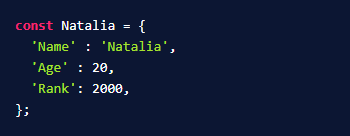 const Natalia = {
  'Name' : 'Natalia',
  'Age' : 20,
  'Rank': 2000,
};